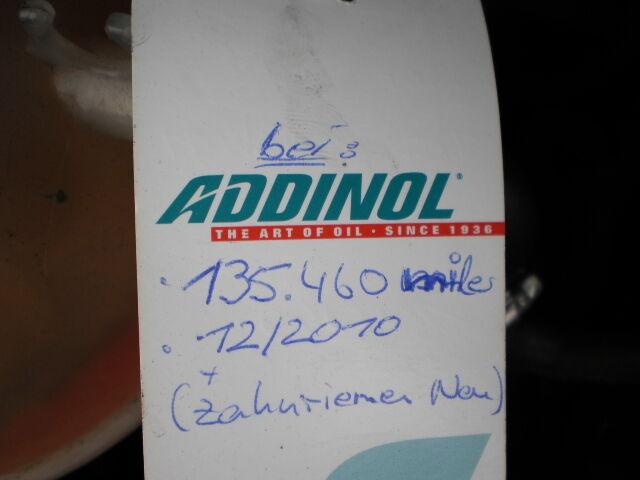 bei:
ADDINOL®
THE ART OF OIL · SINCE 1936
· 135.460 miles
· 12/2010
+
(Zahnriemen Neu)